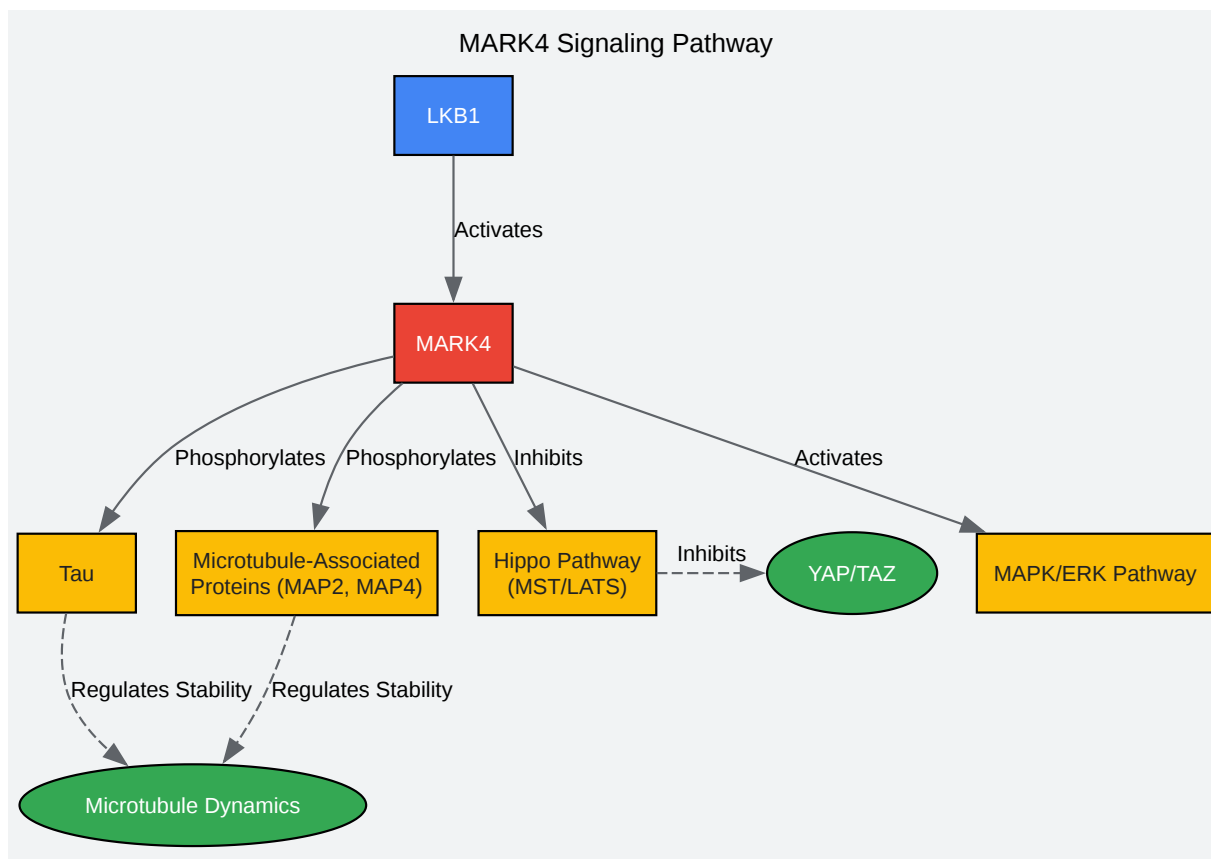 MARK4 Signaling Pathway
LKB1
Activates
MARK4
Phosphorylates
Phosphorylates
Inhibits
Activates
Tau
Microtubule-Associated
Proteins (MAP2, MAP4)
Hippo Pathway
(MST/LATS)
Inhibits
YAP/TAZ
MAPK/ERK Pathway
Regulates Stability
Regulates Stability
Microtubule Dynamics